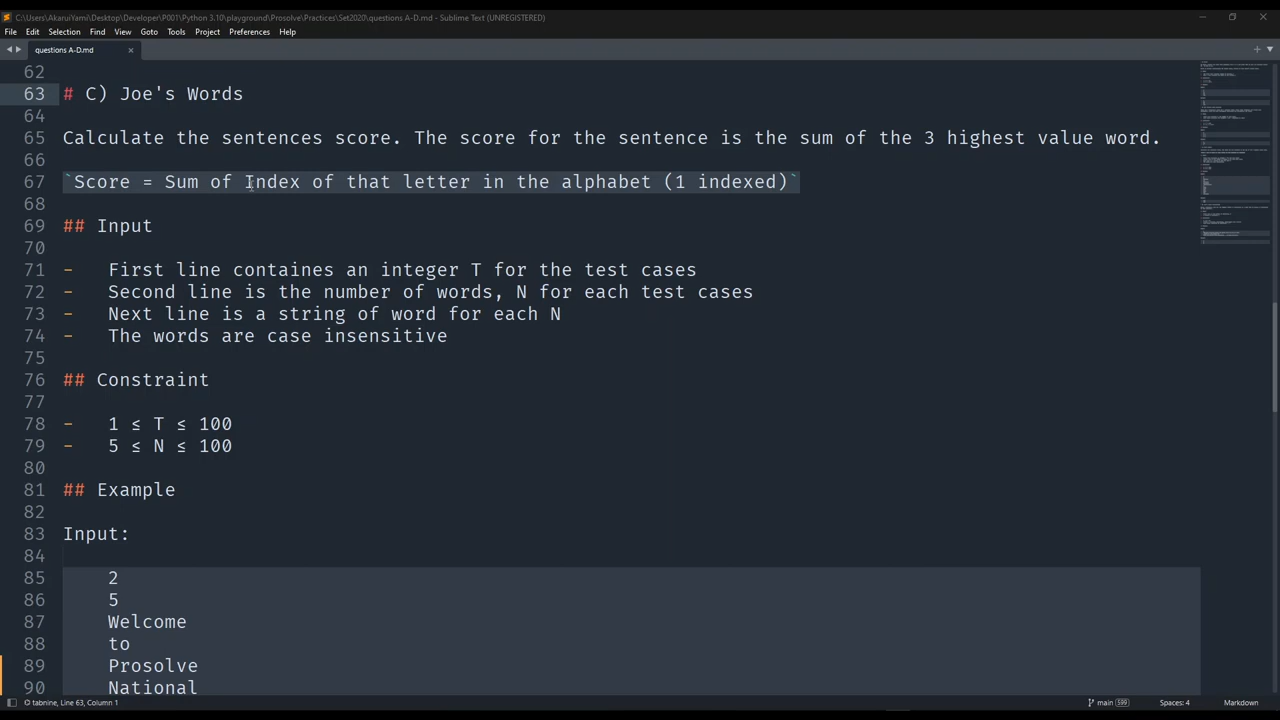 C:\Users\AkaruiYami\Desktop\Developer\P001\Python 3.10\playground\Prosolve\Practices\Set2020\questions A-D.md - Sublime Text (UNREGISTERED)
File Edit Selection Find View Goto Tools Project Preferences Help
questions A-D.md
62
63 # C) Joe's Words
64
65 Calculate the sentences score. The score for the sentence is the sum of the 3 highest value word.
66
67 `Score = Sum of Index of that letter in the alphabet (1 indexed)`
68
69 ## Input
70
71 - First line containes an integer T for the test cases
72 - Second line is the number of words, N for each test cases
73 - Next line is a string of word for each N
74 - The words are case insensitive
75
76 ## Constraint
77
78 - 1 ≤ T ≤ 100
79 - 5 ≤ N ≤ 100
80
81 ## Example
82
83 Input:
84
85 2
86 5
87 Welcome
88 to
89 Prosolve
90 National
tabnine, Line 63, Column 1 main 599 Spaces: 4 Markdown